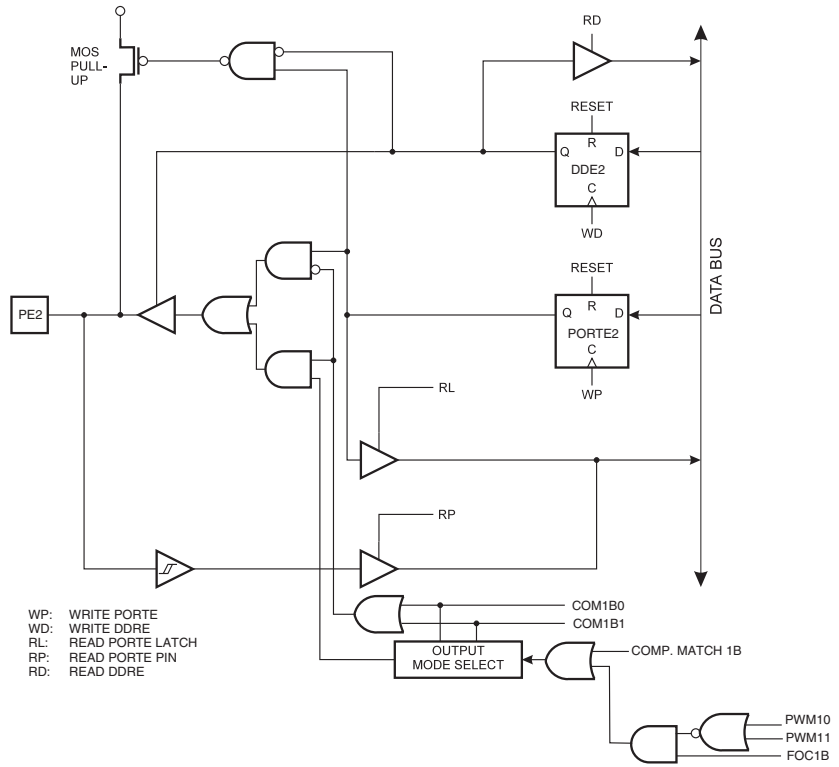 RD
MOS
PULL-
UP
RESET
R
Q
D
DDE2
C
WD
DATA BUS
RESET
R
PE2
Q
D
PORTE2
C
WP
RL
RP
COM1B0
COM1B1
WP: WRITE PORTE
WD: WRITE DDRE
RL: READ PORTE LATCH
RP: READ PORTE PIN
RD: READ DDRE
OUTPUT
MODE SELECT
COMP. MATCH 1B
PWM10
PWM11
FOC1B